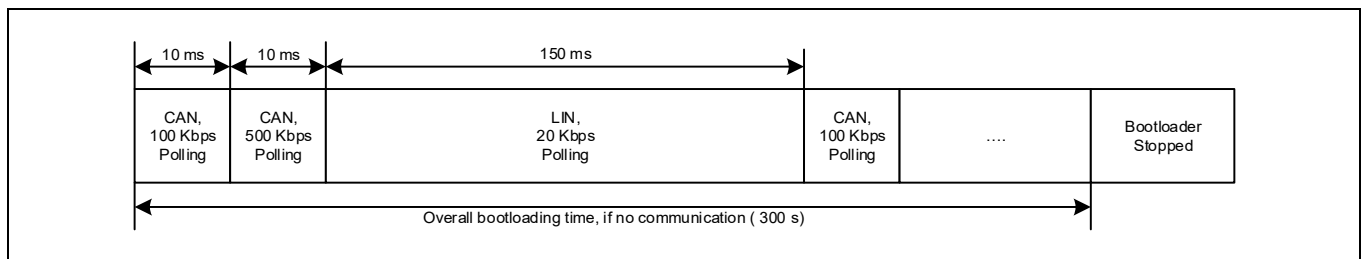 10 ms
10 ms
150 ms
CAN,
100 Kbps
Polling
CAN,
500 Kbps
Polling
LIN,
20 Kbps
Polling
CAN,
100 Kbps
Polling
....
Bootloader
Stopped
Overall bootloading time, if no communication ( 300 s)